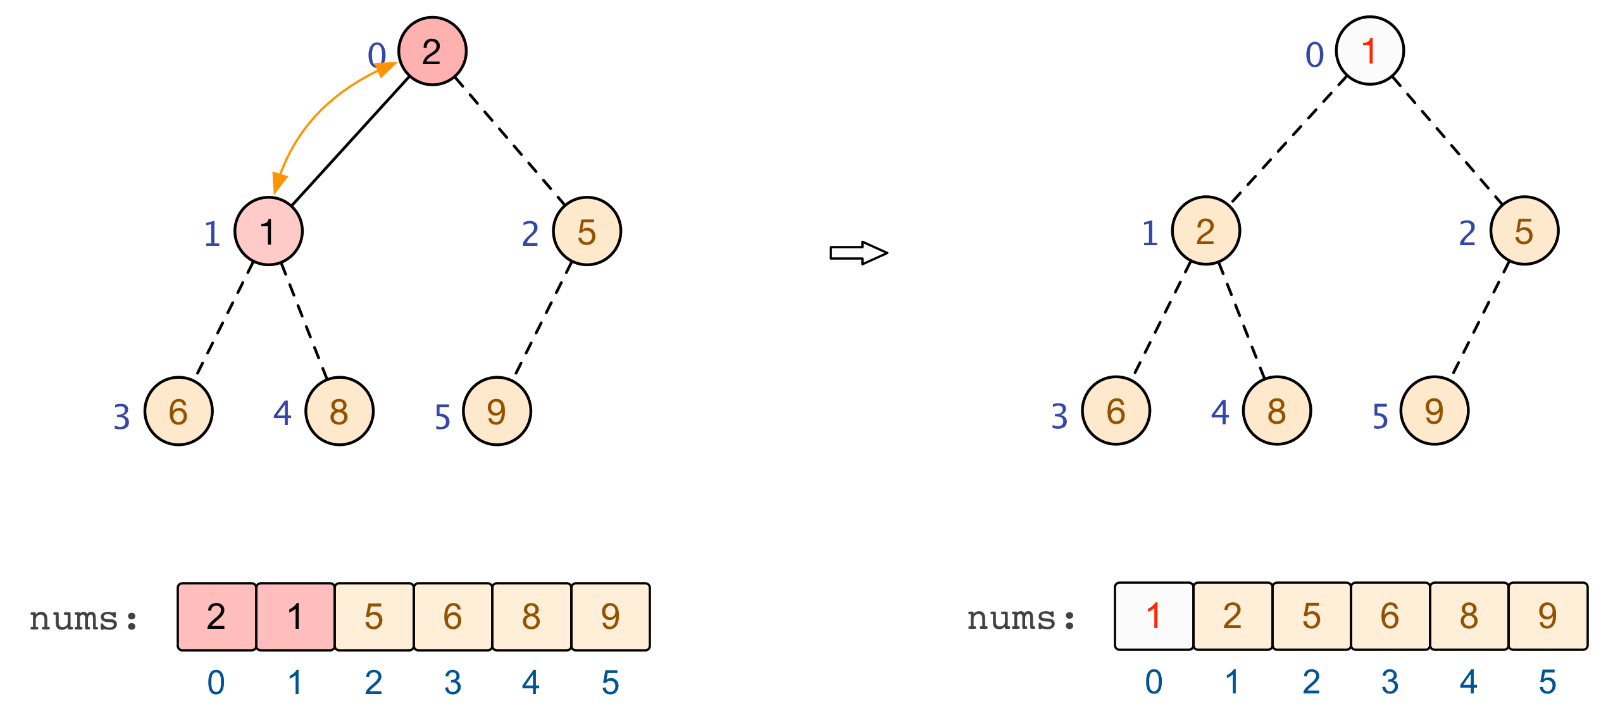 0 2 0 1
1 1 2 5 1 2 2 5
3 6 4 8 5 9 3 6 4 8 5 9
nums: 2 1 5 6 8 9 nums: 1 2 5 6 8 9
0 1 2 3 4 5 0 1 2 3 4 5